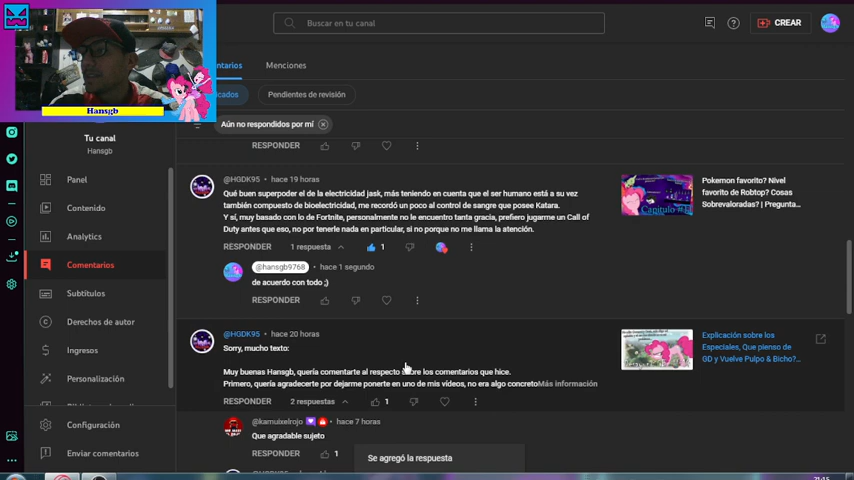 Buscar en tu canal
CREAR
Hansgb
Menciones
Pendientes de revisión
Aún no respondidos por mí
Tu canal
Hansgb
Panel
Contenido
Analytics
Comentarios
Subtítulos
Derechos de autor
Ingresos
Personalización
Configuración
Enviar comentarios
RESPONDER
@HGDK95 • hace 19 horas
Qué buen superpoder el de la electricidad jask, más teniendo en cuenta que el ser humano está a su vez
también compuesto de bioelectricidad, me recordó un poco al control de sangre que posee Katara.
Y sí, muy basado con lo de Fortnite, personalmente no le encuentro tanta gracia, prefiero jugarme un Call of
Duty antes que eso, no por tenerle nada en particular, si no porque no me llama la atención.
RESPONDER 1 respuesta 1
Pokemon favorito? Nivel
favorito de Robtop? Cosas
Sobrevaloradas? | Pregunta...
@hansgb9768 • hace 1 segundo
de acuerdo con todo ;)
RESPONDER
@HGDK95 • hace 20 horas
Sorry, mucho texto:
Muy buenas Hansgb, quería comentarte al respecto sobre los comentarios que hice.
Primero, quería agradecerte por dejarme ponerte en uno de mis vídeos, no era algo concretoMás información
RESPONDER 2 respuestas 1
Explicación sobre los
Especiales, Que pienso de
GD y Vuelve Pulpo & Bicho?...
@kamuixelrojo • hace 7 horas
Que agradable sujeto
RESPONDER 1
Se agregó la respuesta
21:15